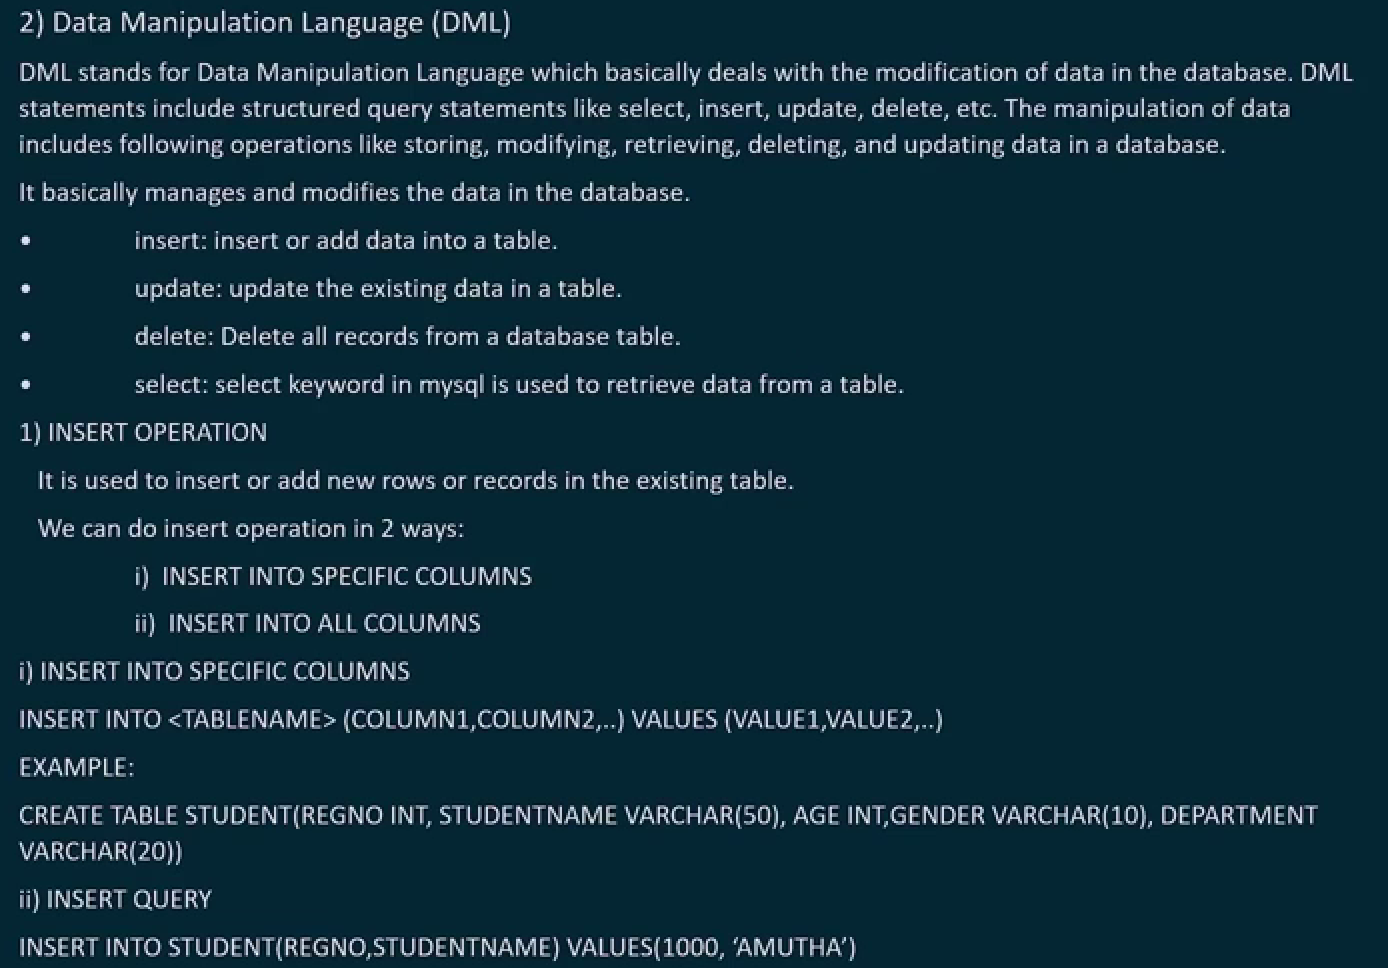 2) Data Manipulation Language (DML)
DML stands for Data Manipulation Language which basically deals with the modification of data in the database. DML
statements include structured query statements like select, insert, update, delete, etc. The manipulation of data
includes following operations like storing, modifying, retrieving, deleting, and updating data in a database.
It basically manages and modifies the data in the database.
• insert: insert or add data into a table.
• update: update the existing data in a table.
• delete: Delete all records from a database table.
• select: select keyword in mysql is used to retrieve data from a table.
1) INSERT OPERATION
It is used to insert or add new rows or records in the existing table.
We can do insert operation in 2 ways:
i) INSERT INTO SPECIFIC COLUMNS
ii) INSERT INTO ALL COLUMNS
i) INSERT INTO SPECIFIC COLUMNS
INSERT INTO <TABLENAME> (COLUMN1,COLUMN2,..) VALUES (VALUE1,VALUE2,..)
EXAMPLE:
CREATE TABLE STUDENT(REGNO INT, STUDENTNAME VARCHAR(50), AGE INT,GENDER VARCHAR(10), DEPARTMENT
VARCHAR(20))
ii) INSERT QUERY
INSERT INTO STUDENT(REGNO,STUDENTNAME) VALUES(1000, ‘AMUTHA’)